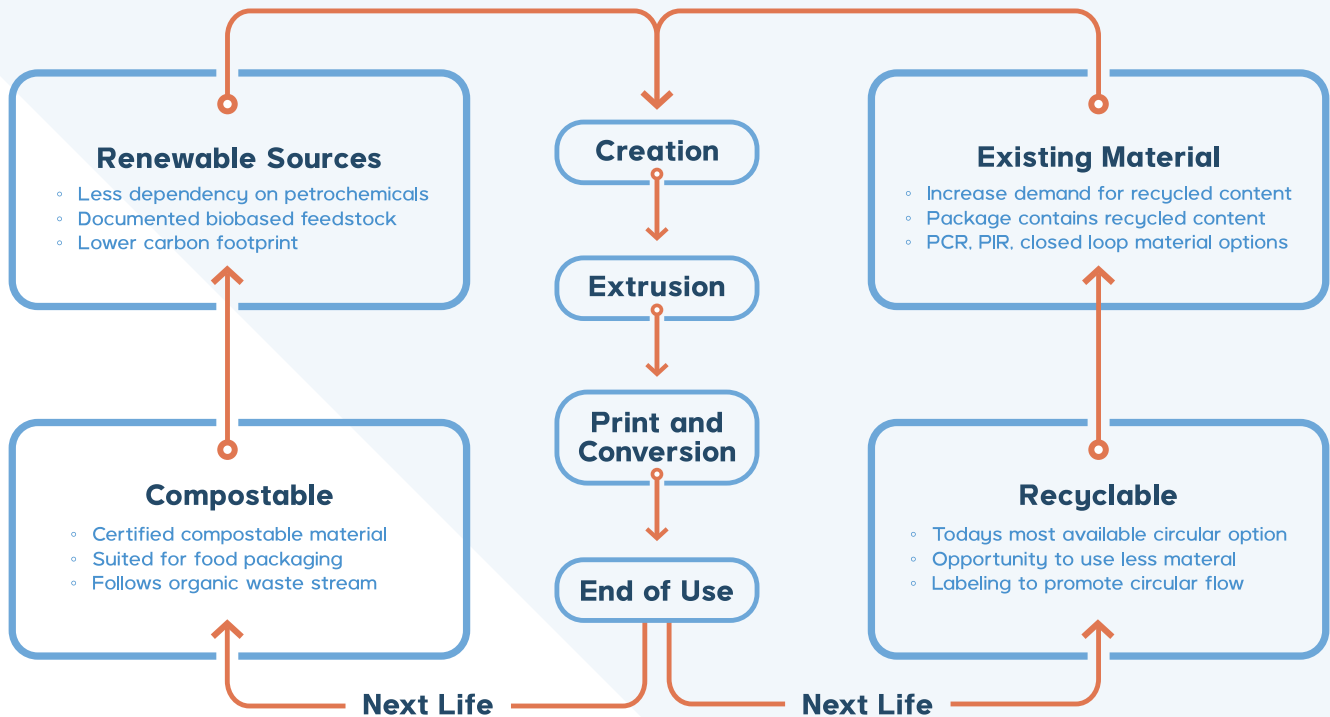 Renewable Sources
◦ Less dependency on petrochemicals
◦ Documented biobased feedstock
◦ Lower carbon footprint
Compostable
◦ Certified compostable material
◦ Suited for food packaging
◦ Follows organic waste stream
Creation
Extrusion
Print and
Conversion
End of Use
Existing Material
◦ Increase demand for recycled content
◦ Package contains recycled content
◦ PCR, PIR, closed loop material options
Recyclable
◦ Todays most available circular option
◦ Opportunity to use less materal
◦ Labeling to promote circular flow
Next Life
Next Life